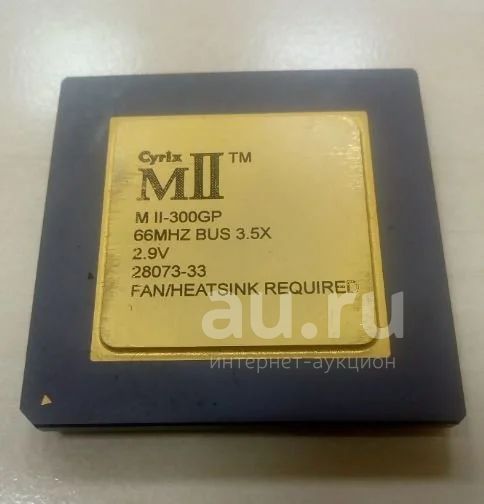 Cyrix
MII™
M II-300GP
66MHZ BUS 3.5X
2.9V
28073-33
FAN/HEATSINK REQUIRED
au.ru
интернет-аукцион